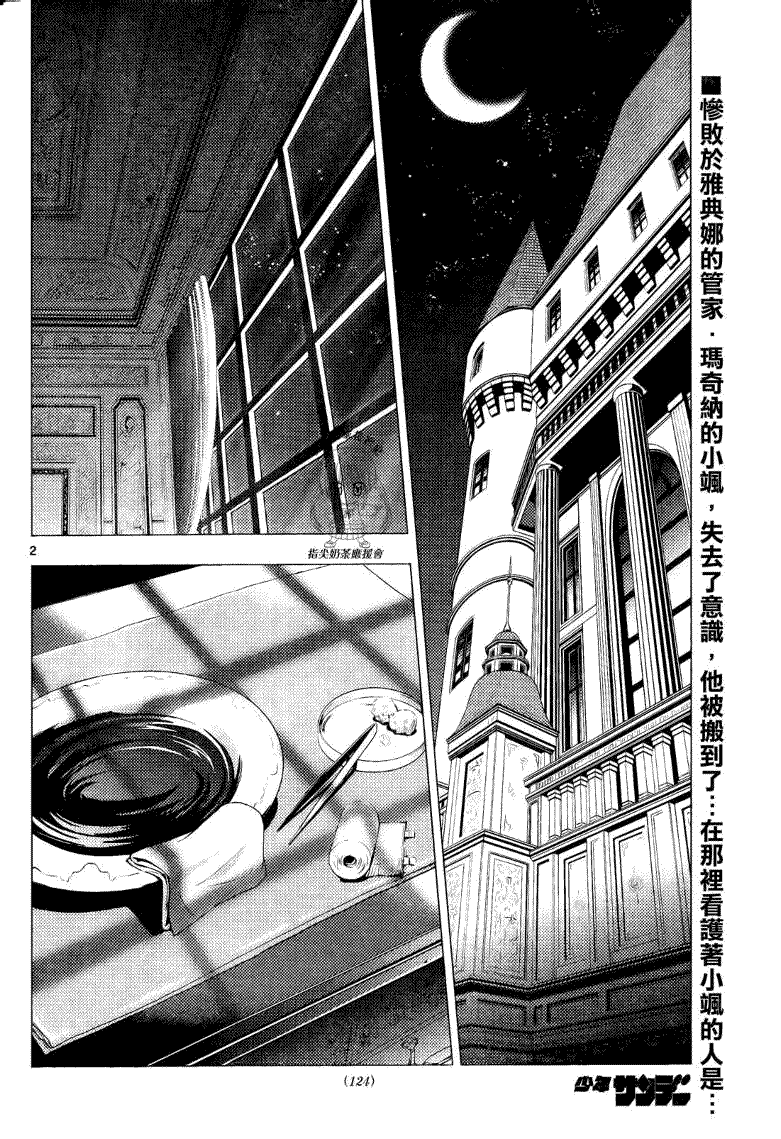 ■慘敗於雅典娜的管家．瑪奇納的小颯，失去了意識，他被搬到了…在那裡看護著小颯的人是…
2
指尖奶茶應援會
(124)
少年サンデー